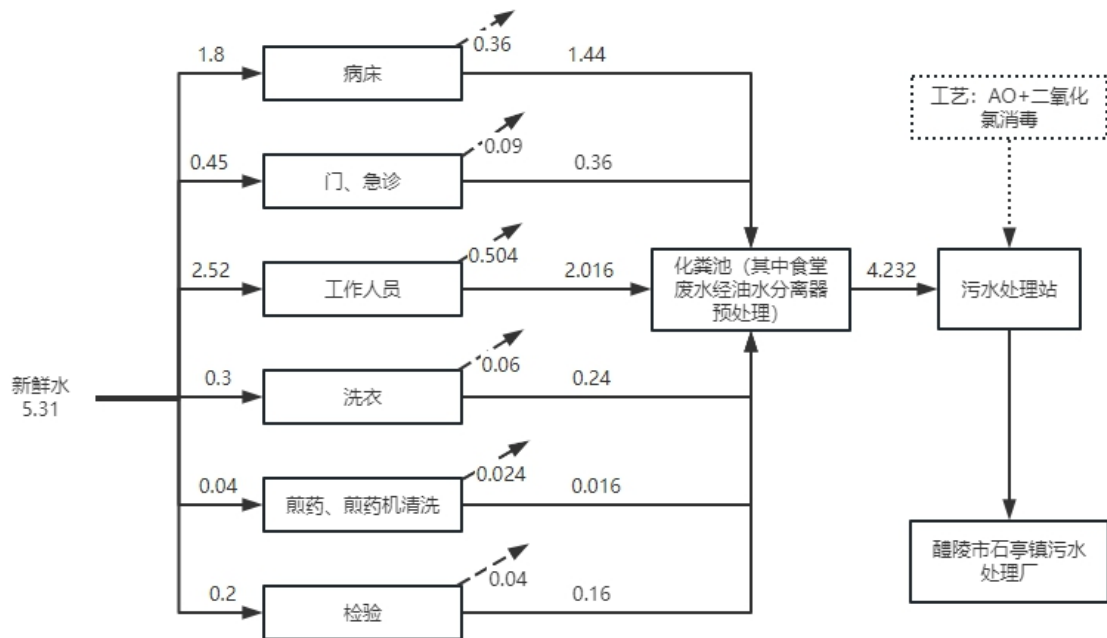 0.36
1.8
病床
1.44
工艺：AO+二氧化
氯消毒
0.09
0.45
门、急诊
0.36
0.504
2.52
工作人员
2.016
化粪池（其中食堂
废水经油水分离器
预处理）
4.232
污水处理站
0.06
新鲜水
5.31
0.3
洗衣
0.24
0.024
0.04
煎药、煎药机清洗
0.016
醴陵市石亭镇污水
处理厂
0.04
0.2
检验
0.16